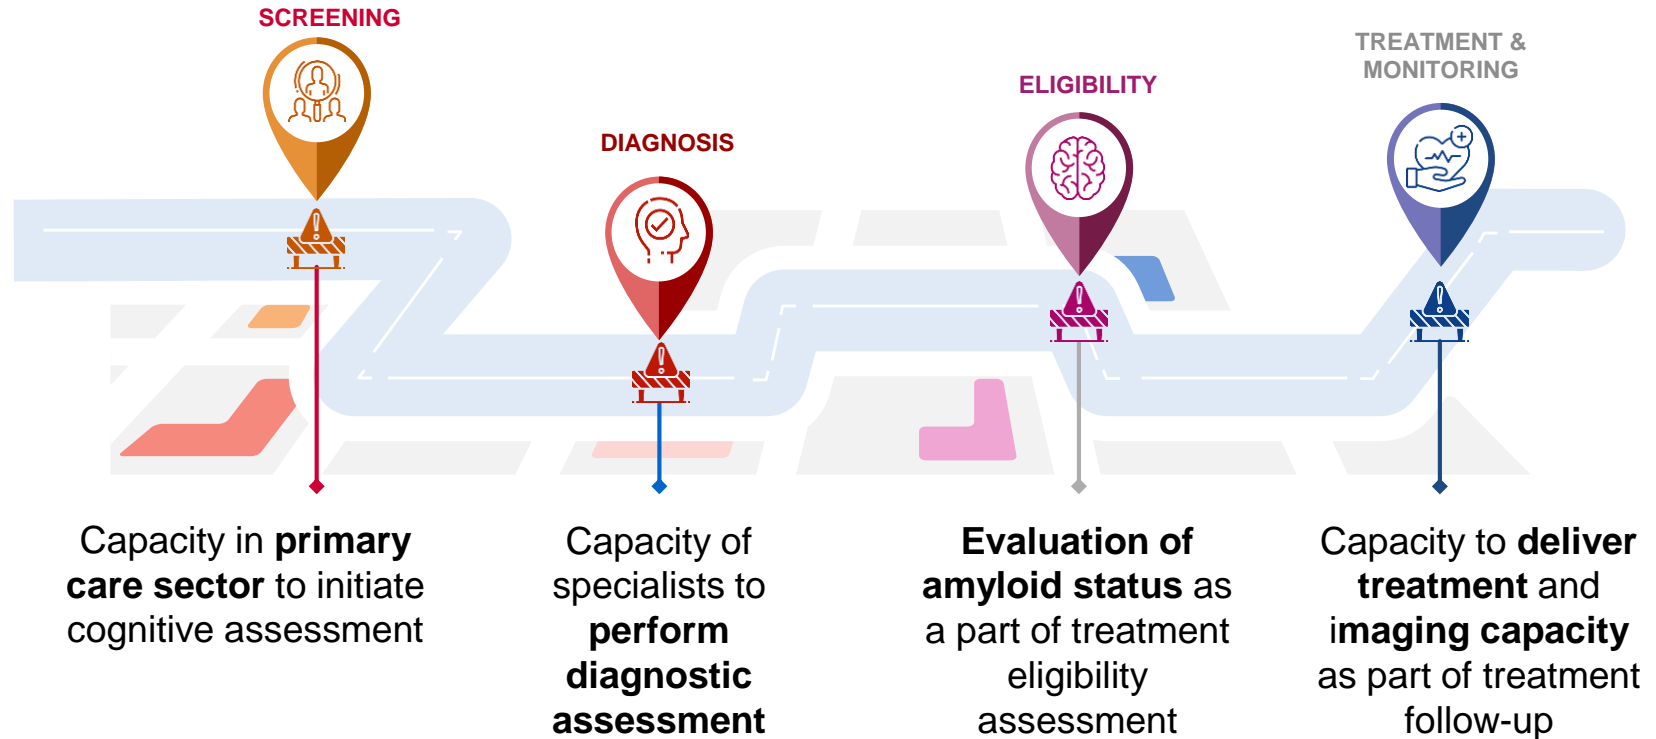 SCREENING
DIAGNOSIS
ELIGIBILITY
TREATMENT &
MONITORING
Capacity in primary
care sector to initiate
cognitive assessment
Capacity of
specialists to
perform
diagnostic
assessment
Evaluation of
amyloid status as
a part of treatment
eligibility
assessment
Capacity to deliver
treatment and
imaging capacity
as part of treatment
follow-up